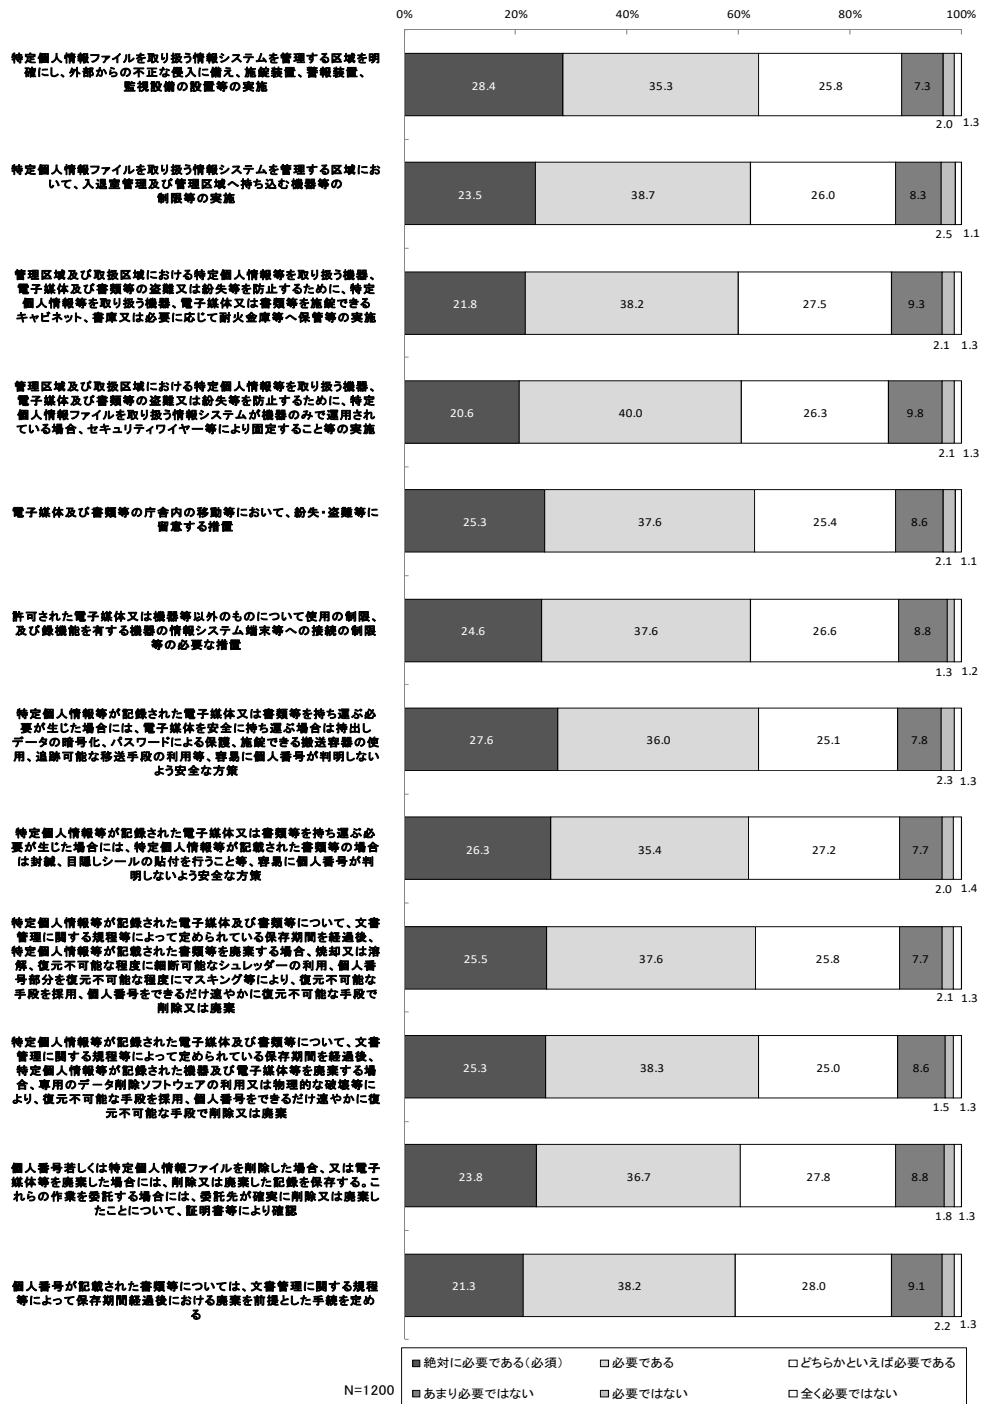 0% 20% 40% 60% 80% 100%
特定個人情報ファイルを取り扱う情報システムを管理する区域を明
確にし、外部からの不正な侵入に備え、施錠装置、警報装置、
監視設備の設置等の実施
28.4 35.3 25.8 7.3
2.0 1.3
特定個人情報ファイルを取り扱う情報システムを管理する区域にお
いて、入退室管理及び管理区域へ持ち込む機器等の
制限等の実施
23.5 38.7 26.0 8.3
2.5 1.1
管理区域及び取扱区域における特定個人情報等を取り扱う機器、
電子媒体及び書類等の盗難又は紛失等を防止するために、特定
個人情報等を取り扱う機器、電子媒体又は書類等を施錠できる
キャビネット、書庫又は必要に応じて耐火金庫等へ保管等の実施
21.8 38.2 27.5 9.3
2.1 1.3
管理区域及び取扱区域における特定個人情報等を取り扱う機器、
電子媒体及び書類等の盗難又は紛失等を防止するために、特定
個人情報ファイルを取り扱う情報システムが機器のみで運用され
ている場合、セキュリティワイヤー等により固定すること等の実施
20.6 40.0 26.3 9.8
2.1 1.3
電子媒体及び書類等の庁舎内の移動等において、紛失・盗難等に
留意する措置
25.3 37.6 25.4 8.6
2.1 1.1
許可された電子媒体又は機器等以外のものについて使用の制限、
及び録機能を有する機器の情報システム端末等への接続の制限
等の必要な措置
24.6 37.6 26.6 8.8
1.3 1.2
特定個人情報等が記録された電子媒体又は書類等を持ち運ぶ必
要が生じた場合には、電子媒体を安全に持ち運ぶ場合は持出し
データの暗号化、パスワードによる保護、施錠できる搬送容器の使
用、追跡可能な移送手段の利用等、容易に個人番号が判明しない
よう安全な方策
27.6 36.0 25.1 7.8
2.3 1.3
特定個人情報等が記録された電子媒体又は書類等を持ち運ぶ必
要が生じた場合には、特定個人情報等が記載された書類等の場合
は封緘、目隠しシールの貼付を行うこと等、容易に個人番号が判
明しないよう安全な方策
26.3 35.4 27.2 7.7
2.0 1.4
特定個人情報等が記録された電子媒体及び書類等について、文書
管理に関する規程等によって定められている保存期間を経過後、
特定個人情報等が記載された書類等を廃棄する場合、焼却又は溶
解、復元不可能な程度に細断可能なシュレッダーの利用、個人番
号部分を復元不可能な程度にマスキング等により、復元不可能な
手段を採用、個人番号をできるだけ速やかに復元不可能な手段で
削除又は廃棄
25.5 37.6 25.8 7.7
2.1 1.3
特定個人情報等が記録された電子媒体及び書類等について、文書
管理に関する規程等によって定められている保存期間を経過後、
特定個人情報等が記録された機器及び電子媒体等を廃棄する場
合、専用のデータ削除ソフトウェアの利用又は物理的な破壊等に
より、復元不可能な手段を採用、個人番号をできるだけ速やかに復
元不可能な手段で削除又は廃棄
25.3 38.3 25.0 8.6
1.5 1.3
個人番号若しくは特定個人情報ファイルを削除した場合、又は電子
媒体等を廃棄した場合には、削除又は廃棄した記録を保存する。こ
れらの作業を委託する場合には、委託先が確実に削除又は廃棄し
たことについて、証明書等により確認
23.8 36.7 27.8 8.8
1.8 1.3
個人番号が記載された書類等については、文書管理に関する規程
等によって保存期間経過後における廃棄を前提とした手続を定め
る
21.3 38.2 28.0 9.1
2.2 1.3
N=1200
絶対に必要である(必須) 必要である どちらかといえば必要である
あまり必要ではない 必要ではない 全く必要ではない